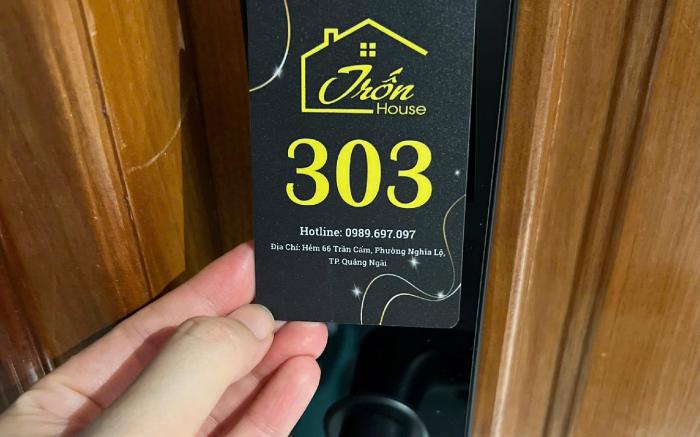 Trốn
House
303
Hotline: 0989.697.097
Địa Chỉ: Hẻm 66 Trần Cẩm, Phường Nghĩa Lộ,
TP. Quảng Ngãi